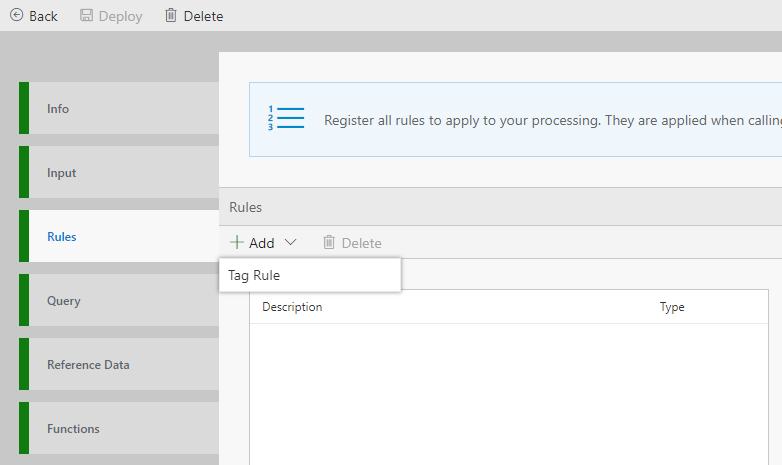 Back Deploy Delete
Info
Input
Rules
Query
Reference Data
Functions
1
2
3
Register all rules to apply to your processing. They are applied when calling
Rules
Add Delete
Tag Rule
Description Type